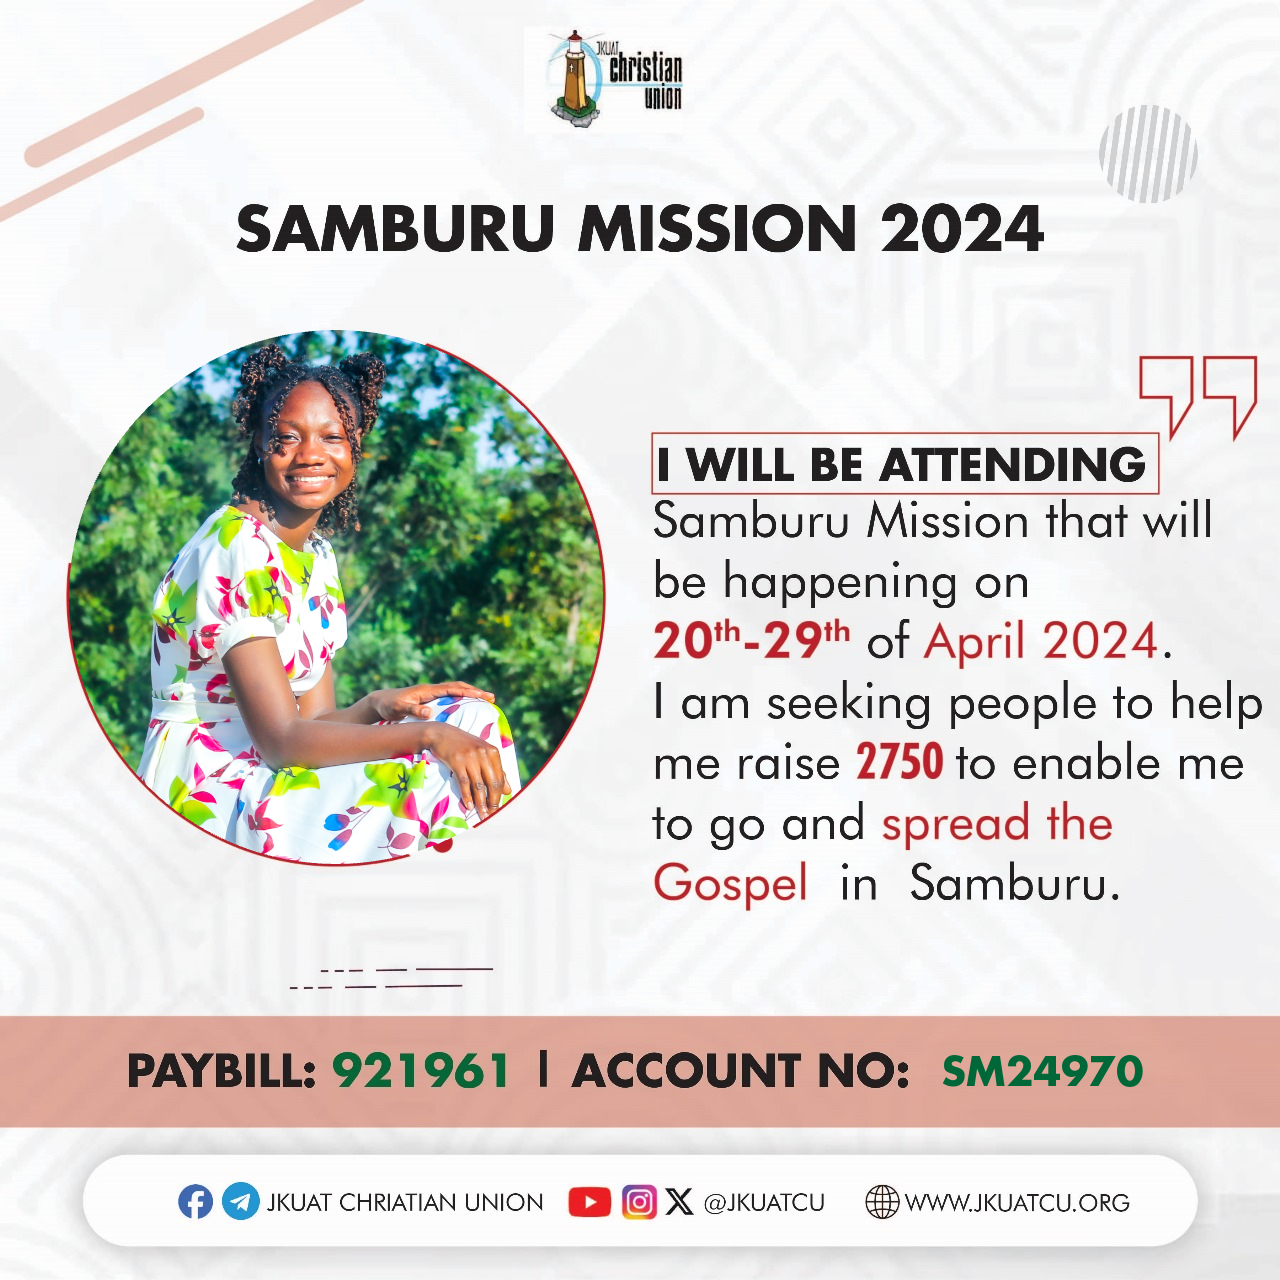 JKUAT
christian
union
SAMBURU MISSION 2024
I WILL BE ATTENDING
Samburu Mission that will
be happening on
20th-29th of April 2024.
I am seeking people to help
me raise 2750 to enable me
to go and spread the
Gospel in Samburu.
PAYBILL: 921961 | ACCOUNT NO: SM24970
JKUAT CHRIATIAN UNION @JKUATCU WWW.JKUATCU.ORG